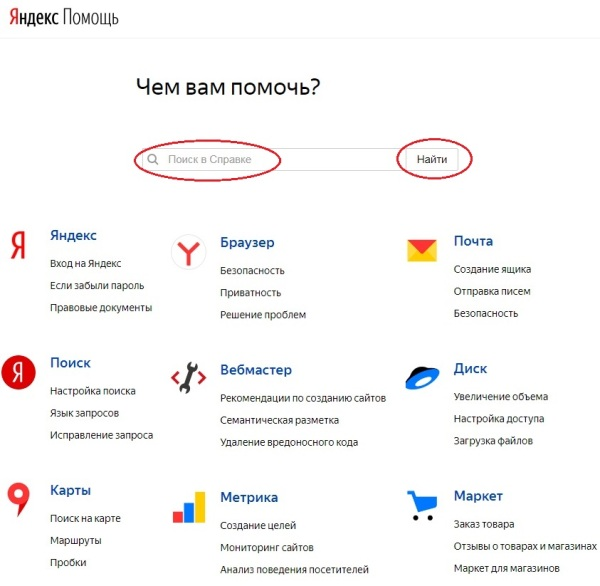 Яндекс Помощь
Чем вам помочь?
Поиск в Справке
Найти
Яндекс
Вход на Яндекс
Если забыли пароль
Правовые документы
Браузер
Безопасность
Приватность
Решение проблем
Почта
Создание ящика
Отправка писем
Безопасность
Поиск
Настройка поиска
Язык запросов
Исправление запроса
Вебмастер
Рекомендации по созданию сайтов
Семантическая разметка
Удаление вредоносного кода
Диск
Увеличение объема
Настройка доступа
Загрузка файлов
Карты
Поиск на карте
Маршруты
Пробки
Метрика
Создание целей
Мониторинг сайтов
Анализ поведения посетителей
Маркет
Заказ товара
Отзывы о товарах и магазинах
Маркет для магазинов